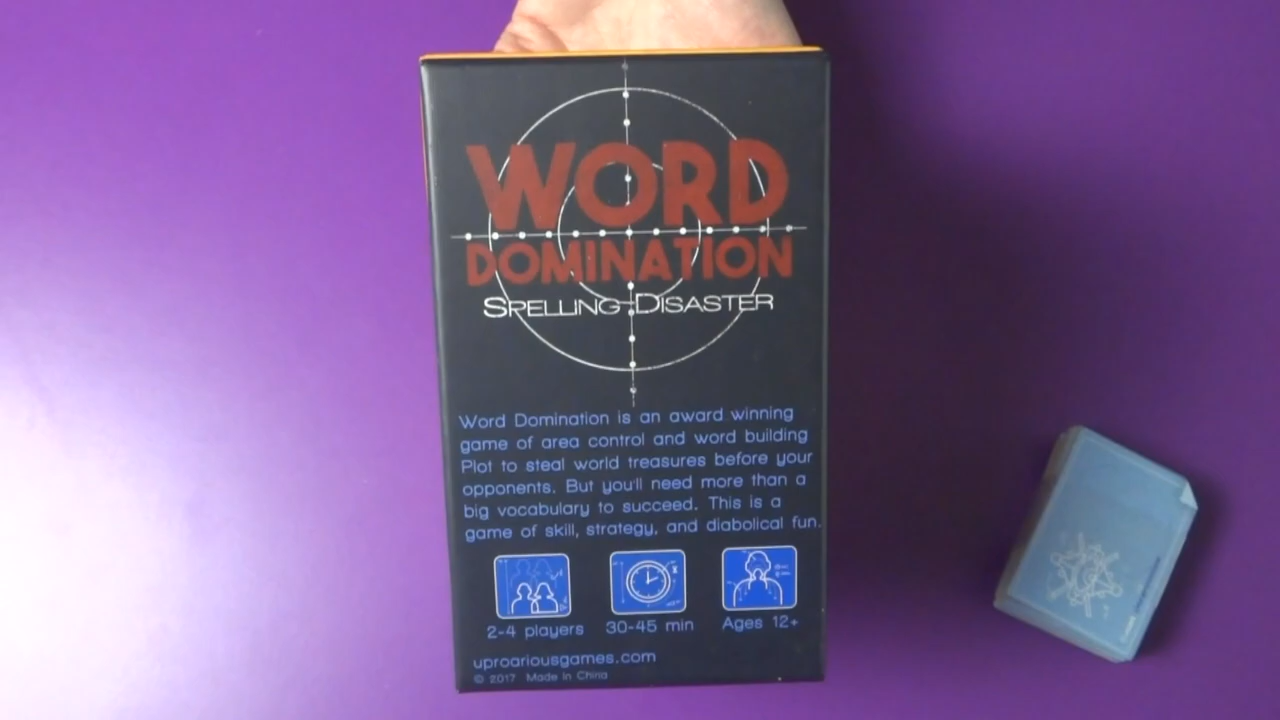 WORD
DOMINATION
SPELLING DISASTER
Word Domination is an award winning
game of area control and word building
Plot to steal world treasures before your
opponents. But you'll need more than a
big vocabulary to succeed. This is a
game of skill, strategy, and diabolical fun.
2-4 players 30-45 min Ages 12+
uproariousgames.com
© 2017 Made in China